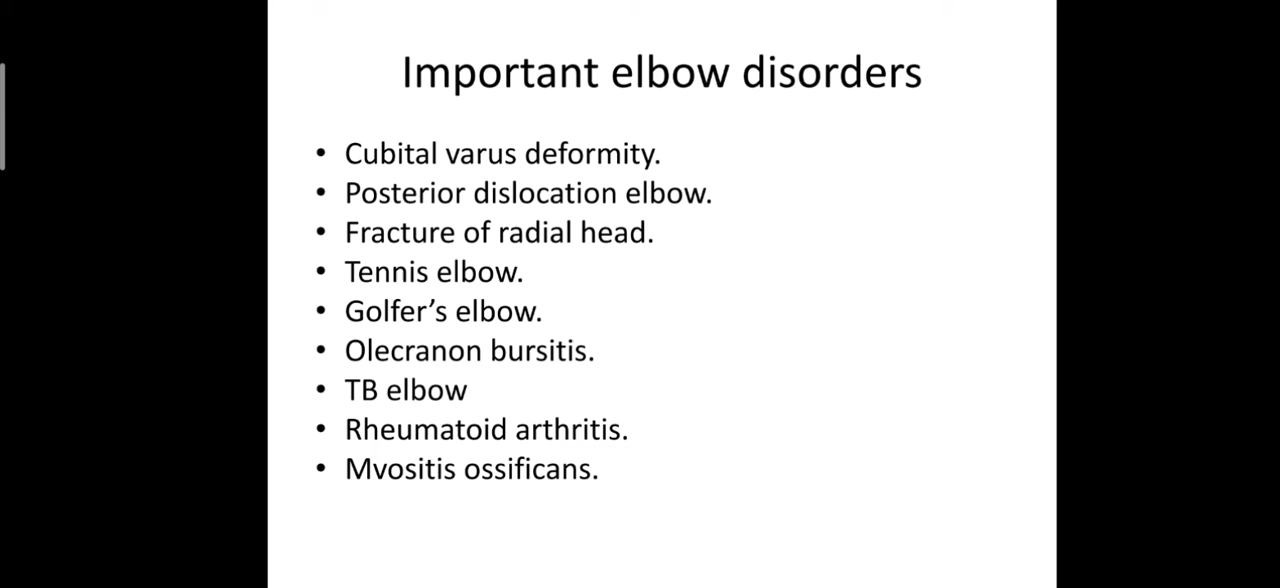 Important elbow disorders
• Cubital varus deformity.
• Posterior dislocation elbow.
• Fracture of radial head.
• Tennis elbow.
• Golfer’s elbow.
• Olecranon bursitis.
• TB elbow
• Rheumatoid arthritis.
• Mvositis ossificans.